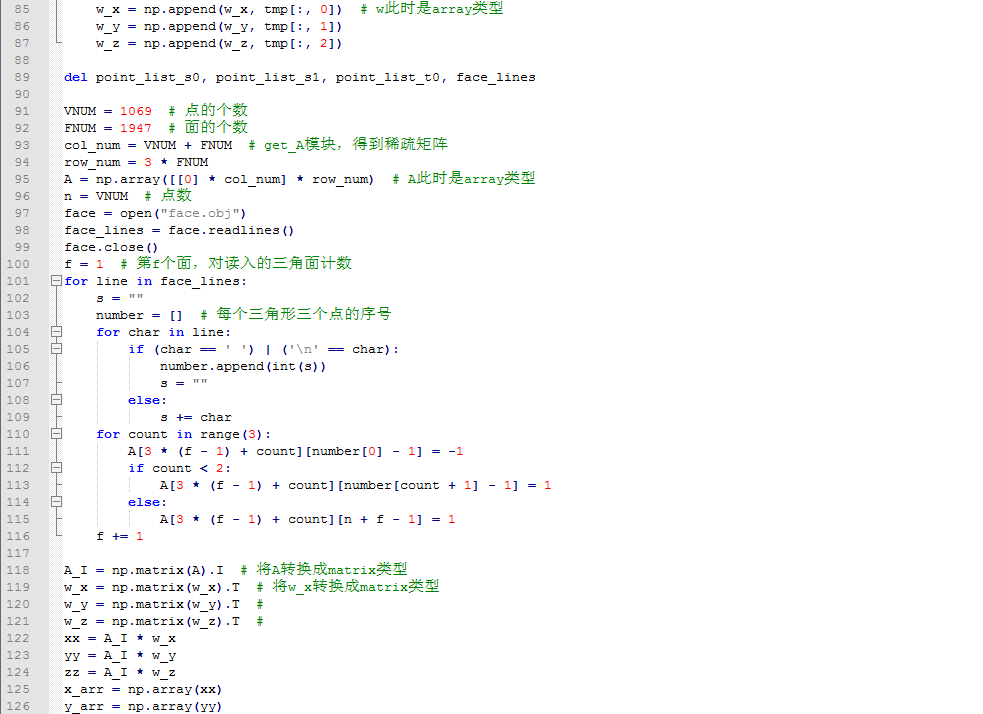 85 w_x = np.append(w_x, tmp[:, 0])  # w此时是array类型
86 w_y = np.append(w_y, tmp[:, 1])
87 w_z = np.append(w_z, tmp[:, 2])
88
89 del point_list_s0, point_list_s1, point_list_t0, face_lines
90
91 VNUM = 1069  # 点的个数
92 FNUM = 1947  # 面的个数
93 col_num = VNUM + FNUM  # get_A模块，得到稀疏矩阵
94 row_num = 3 * FNUM
95 A = np.array([[0] * col_num] * row_num)  # A此时是array类型
96 n = VNUM  # 点数
97 face = open("face.obj")
98 face_lines = face.readlines()
99 face.close()
100 f = 1  # 第f个面，对读入的三角面计数
101 for line in face_lines:
102 s = ""
103 number = []  # 每个三角形三个点的序号
104 for char in line:
105 if (char == ' ') | ('\n' == char):
106 number.append(int(s))
107 s = ""
108 else:
109 s += char
110 for count in range(3):
111 A[3 * (f - 1) + count][number[0] - 1] = -1
112 if count < 2:
113 A[3 * (f - 1) + count][number[count + 1] - 1] = 1
114 else:
115 A[3 * (f - 1) + count][n + f - 1] = 1
116 f += 1
117
118 A_I = np.matrix(A).I  # 将A转换成matrix类型
119 w_x = np.matrix(w_x).T  # 将w_x转换成matrix类型
120 w_y = np.matrix(w_y).T  #
121 w_z = np.matrix(w_z).T  #
122 xx = A_I * w_x
123 yy = A_I * w_y
124 zz = A_I * w_z
125 x_arr = np.array(xx)
126 y_arr = np.array(yy)